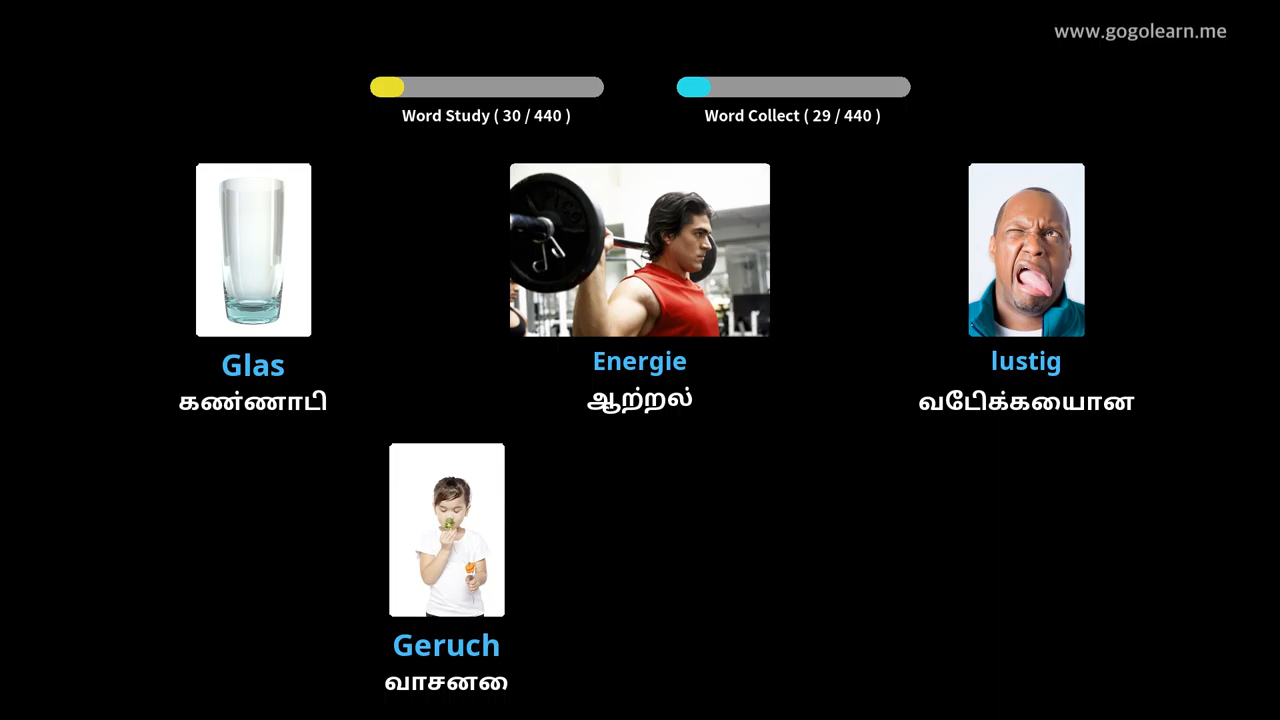 www.gogolearn.me
Word Study ( 30 / 440 )
Word Collect ( 29 / 440 )
Glas
Energie
lustig
கண்ணாடி
ஆற்றல்
வேடிக்கையான
Geruch
வாசனை